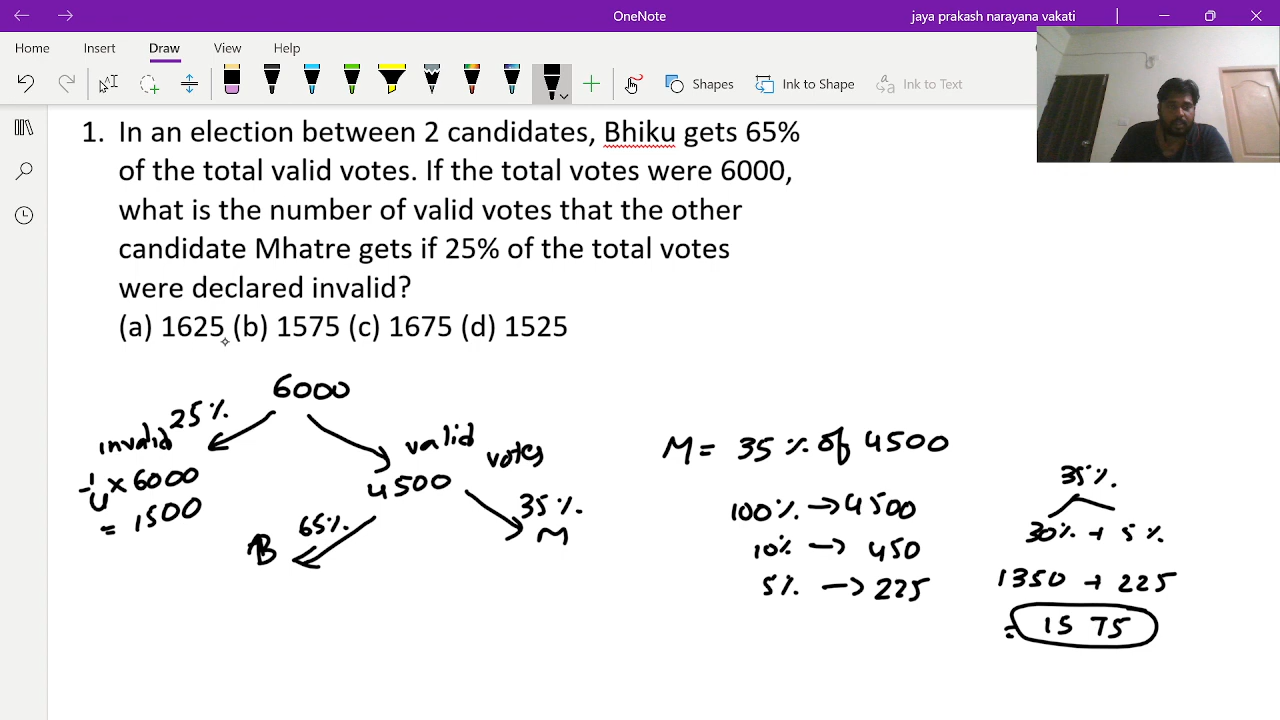 OneNote
jaya prakash narayana vakati
Home Insert Draw View Help
Shapes Ink to Shape Ink to Text
1. In an election between 2 candidates, Bhiku gets 65%
of the total valid votes. If the total votes were 6000,
what is the number of valid votes that the other
candidate Mhatre gets if 25% of the total votes
were declared invalid?
(a) 1625 (b) 1575 (c) 1675 (d) 1525
6000
invalid 25%
1/4 × 6000
= 1500
valid votes
4500
65%
B
35%
M
M = 35% of 4500
100% → 4500
10% → 450
5% → 225
35%
30% + 5%
1350 + 225
= 1575